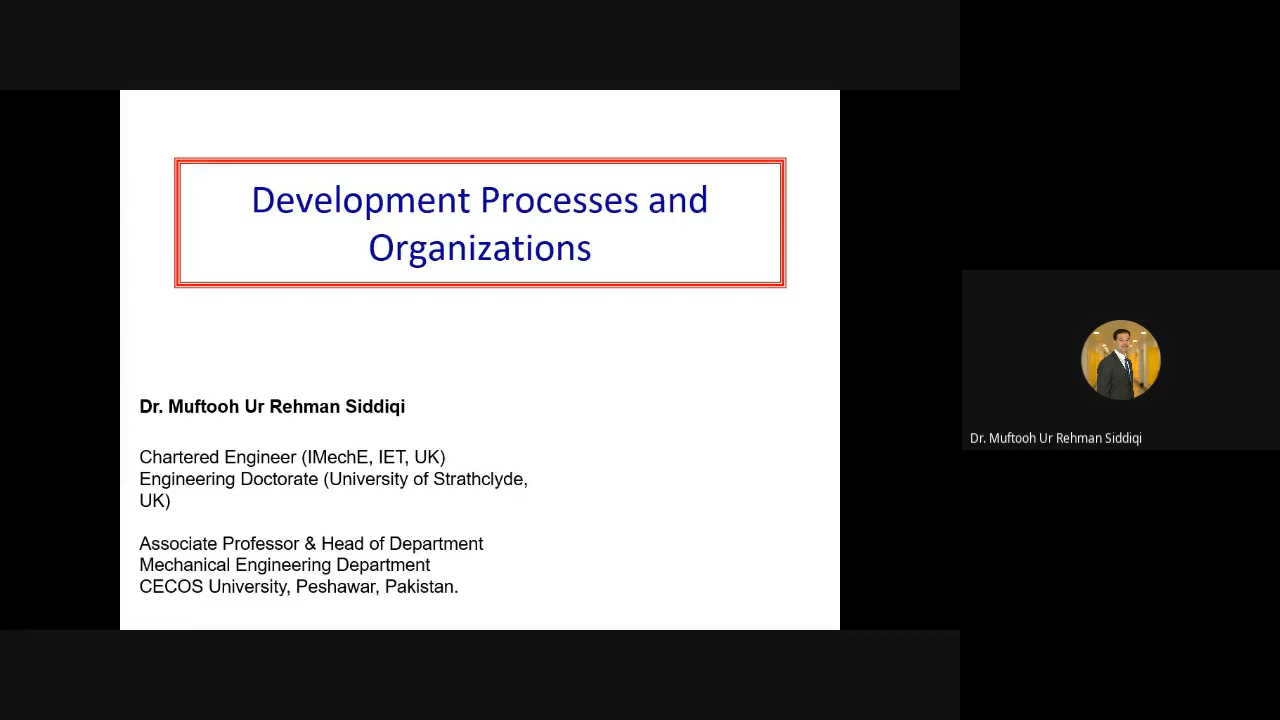 Development Processes and
Organizations
Dr. Muftooh Ur Rehman Siddiqi
Chartered Engineer (IMechE, IET, UK)
Engineering Doctorate (University of Strathclyde,
UK)
Associate Professor & Head of Department
Mechanical Engineering Department
CECOS University, Peshawar, Pakistan.
Dr. Muftooh Ur Rehman Siddiqi